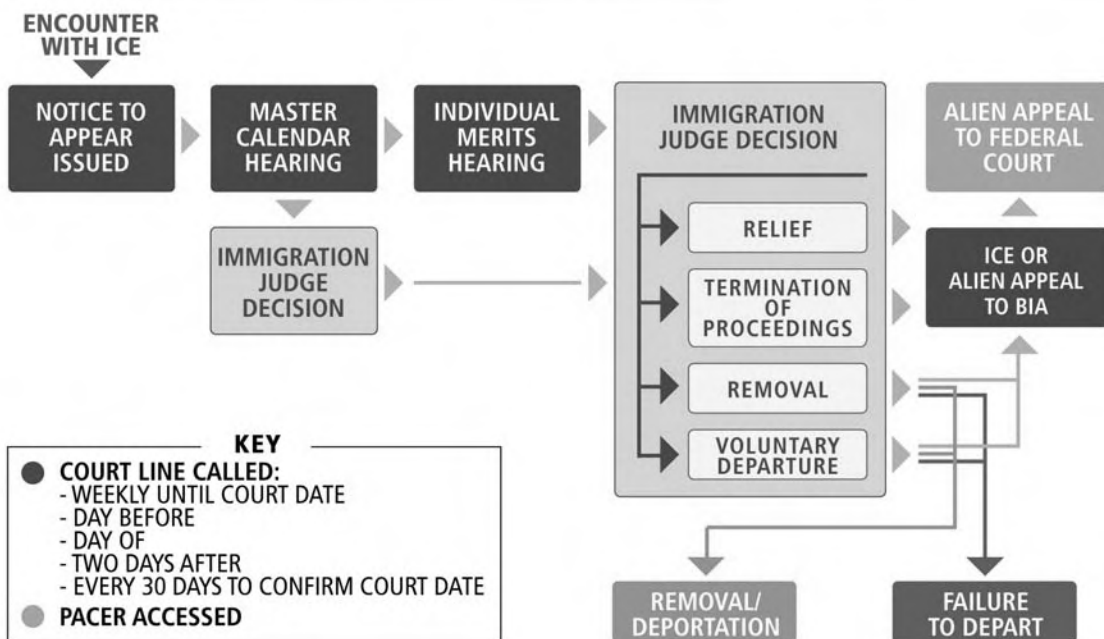 ENCOUNTER
WITH ICE
NOTICE TO
APPEAR
ISSUED
MASTER
CALENDAR
HEARING
INDIVIDUAL
MERITS
HEARING
IMMIGRATION
JUDGE DECISION
RELIEF
TERMINATION
OF
PROCEEDINGS
REMOVAL
VOLUNTARY
DEPARTURE
ALIEN APPEAL
TO FEDERAL
COURT
ICE OR
ALIEN APPEAL
TO BIA
IMMIGRATION
JUDGE
DECISION
KEY
COURT LINE CALLED:
- WEEKLY UNTIL COURT DATE
- DAY BEFORE
- DAY OF
- TWO DAYS AFTER
- EVERY 30 DAYS TO CONFIRM COURT DATE
PACER ACCESSED
REMOVAL/
DEPORTATION
FAILURE
TO DEPART